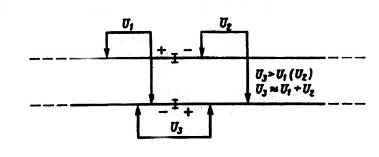 U₁ U₂
+ -
U₃ > U₁ (U₂)
U₃ ≈ U₁ + U₂
- +
U₃